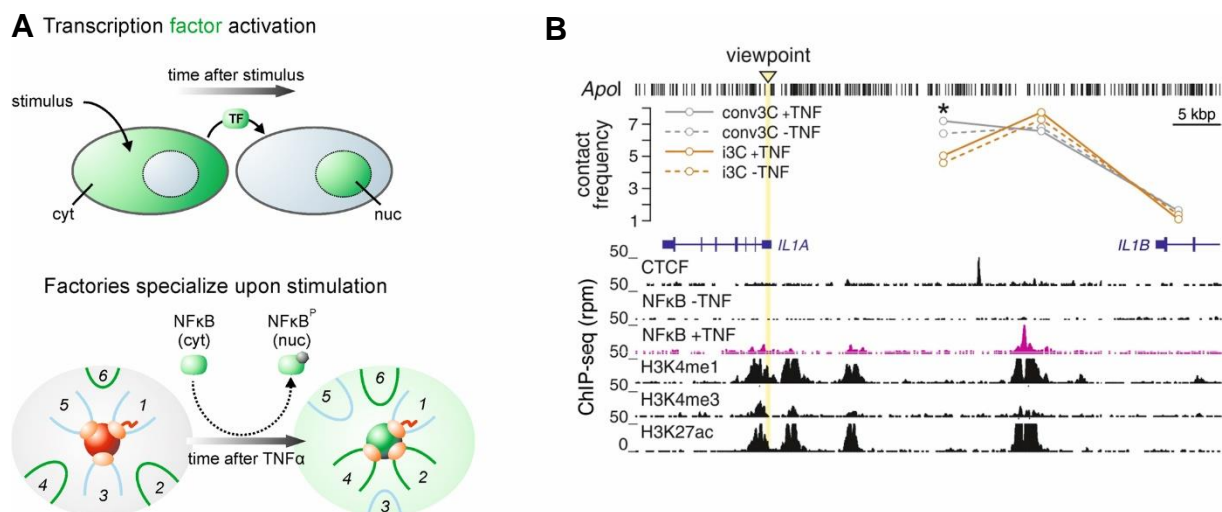 A Transcription factor activation
time after stimulus
stimulus
TF
cyt
nuc
Factories specialize upon stimulation
NFκB
(cyt)
NFκBᴾ
(nuc)
6
5
1
4
3
2
time after TNFα
6
5
1
4
2
3
B
viewpoint
ApoI
5 kbp
contact
frequency
7
5
3
1
conv3C +TNF
conv3C -TNF
i3C +TNF
i3C -TNF
*
IL1A
IL1B
ChIP-seq (rpm)
50
CTCF
50
NFκB -TNF
50
NFκB +TNF
50
H3K4me1
50
H3K4me3
50
H3K27ac
0